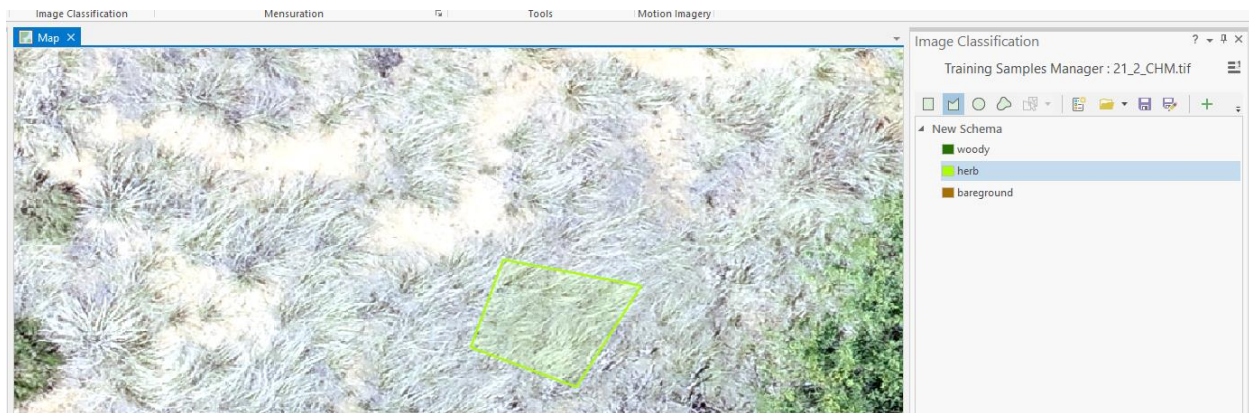 Image Classification Mensuration Tools Motion Imagery
Map
Image Classification
Training Samples Manager : 21_2_CHM.tif
New Schema
woody
herb
bareground